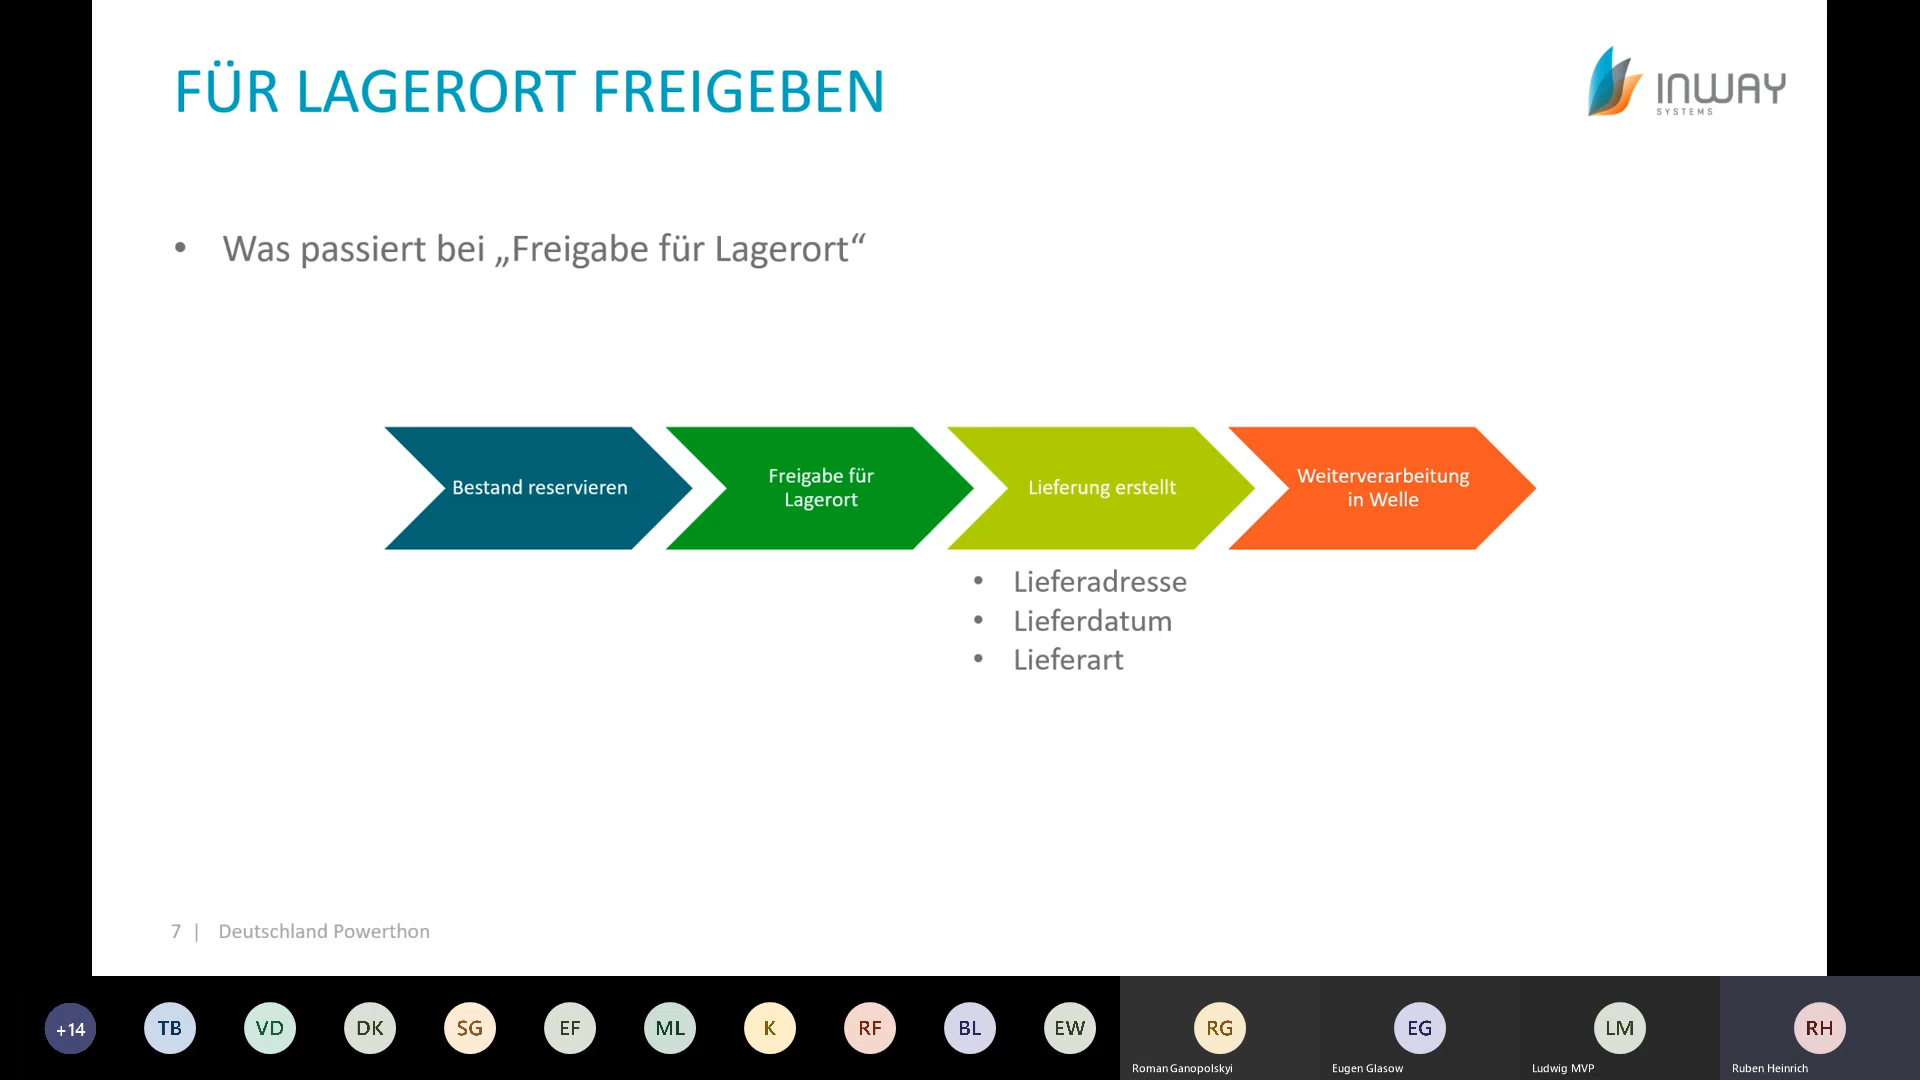 FÜR LAGERORT FREIGEBEN
INWAY
SYSTEMS
• Was passiert bei „Freigabe für Lagerort“
Bestand reservieren
Freigabe für
Lagerort
Lieferung erstellt
Weiterverarbeitung
in Welle
• Lieferadresse
• Lieferdatum
• Lieferart
7 | Deutschland Powerthon
+14
TB
VD
DK
SG
EF
ML
K
RF
BL
EW
RG
EG
LM
RH
Roman Ganopolskyi
Eugen Glasow
Ludwig MVP
Ruben Heinrich